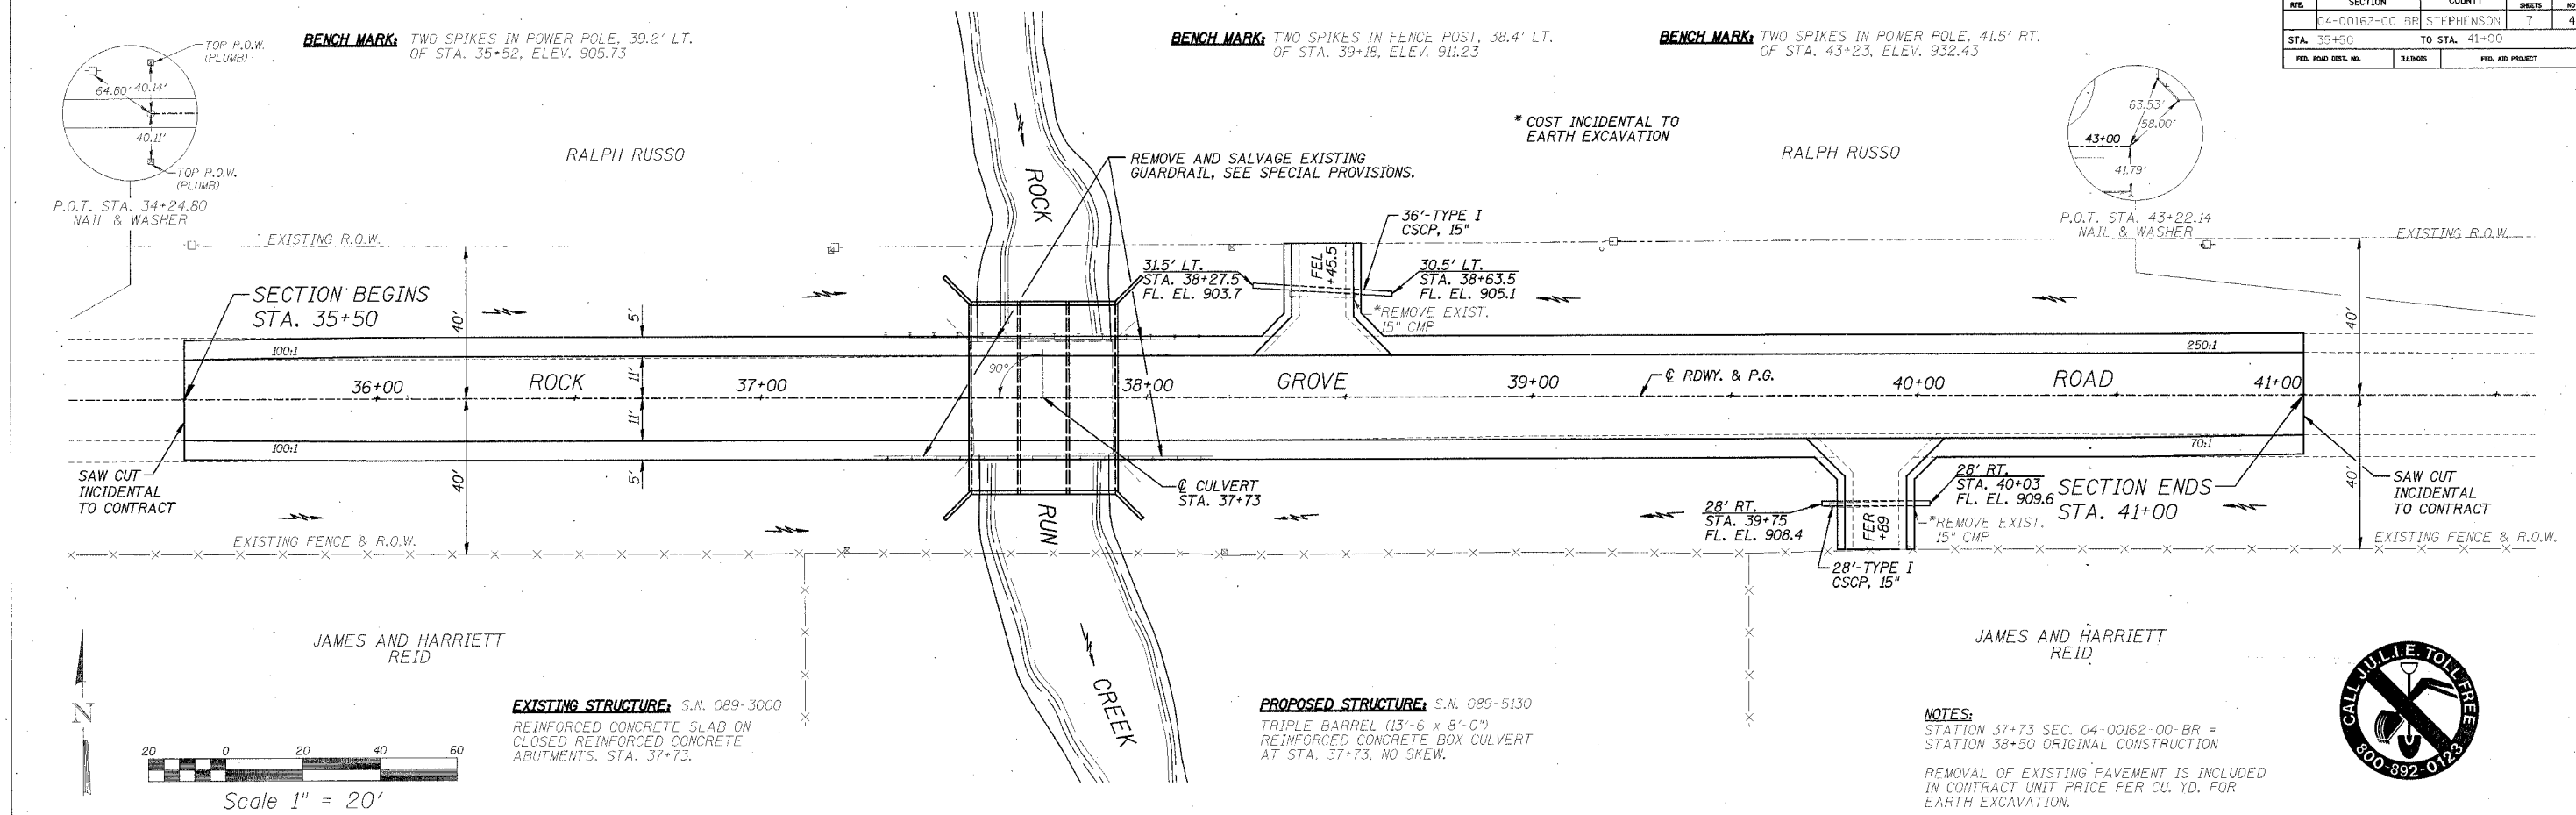 RTE.
SECTION
COUNTY
SHEETS
NO
04-00162-00 BR
STEPHENSON
7
4
STA. 35+50
TO STA. 41+00
FED. ROAD DIST. NO.
ILLINOIS
FED. AID PROJECT
BENCH MARK: TWO SPIKES IN POWER POLE, 39.2' LT.
OF STA. 35+52, ELEV. 905.73
BENCH MARK: TWO SPIKES IN FENCE POST, 38.4' LT.
OF STA. 39+18, ELEV. 911.23
BENCH MARK: TWO SPIKES IN POWER POLE, 41.5' RT.
OF STA. 43+23, ELEV. 932.43
TOP R.O.W.
(PLUMB)
64.80'
40.14'
40.11'
TOP R.O.W.
(PLUMB)
P.O.T. STA. 34+24.80
NAIL & WASHER
RALPH RUSSO
ROCK
REMOVE AND SALVAGE EXISTING
GUARDRAIL, SEE SPECIAL PROVISIONS.
* COST INCIDENTAL TO
EARTH EXCAVATION
RALPH RUSSO
63.53'
58.00'
43+00
41.79'
P.O.T. STA. 43+22.14
NAIL & WASHER
EXISTING R.O.W.
EXISTING R.O.W.
36'-TYPE I
CSCP, 15"
31.5' LT.
STA. 38+27.5
FL. EL. 903.7
FEL
+45.5
30.5' LT.
STA. 38+63.5
FL. EL. 905.1
*REMOVE EXIST.
15" CMP
SECTION BEGINS
STA. 35+50
40'
5'
40'
100:1
250:1
36+00
ROCK
11'
37+00
90°
38+00
GROVE
39+00
℄ RDWY. & P.G.
40+00
ROAD
41+00
11'
100:1
70:1
SAW CUT
INCIDENTAL
TO CONTRACT
40'
5'
℄ CULVERT
STA. 37+73
RUN
28' RT.
STA. 39+75
FL. EL. 908.4
FER
+89
28' RT.
STA. 40+03
FL. EL. 909.6
*REMOVE EXIST.
15" CMP
SECTION ENDS
STA. 41+00
40'
SAW CUT
INCIDENTAL
TO CONTRACT
EXISTING FENCE & R.O.W.
EXISTING FENCE & R.O.W.
28'-TYPE I
CSCP, 15"
JAMES AND HARRIETT
REID
CREEK
JAMES AND HARRIETT
REID
N
20 0 20 40 60
Scale 1" = 20'
EXISTING STRUCTURE: S.N. 089-3000
REINFORCED CONCRETE SLAB ON
CLOSED REINFORCED CONCRETE
ABUTMENTS. STA. 37+73.
PROPOSED STRUCTURE: S.N. 089-5130
TRIPLE BARREL (13'-6 x 8'-0")
REINFORCED CONCRETE BOX CULVERT
AT STA. 37+73, NO SKEW.
NOTES:
STATION 37+73 SEC. 04-00162-00-BR =
STATION 38+50 ORIGINAL CONSTRUCTION
REMOVAL OF EXISTING PAVEMENT IS INCLUDED
IN CONTRACT UNIT PRICE PER CU. YD. FOR
EARTH EXCAVATION.
CALL J.U.L.I.E. TOLL FREE
800-892-0123